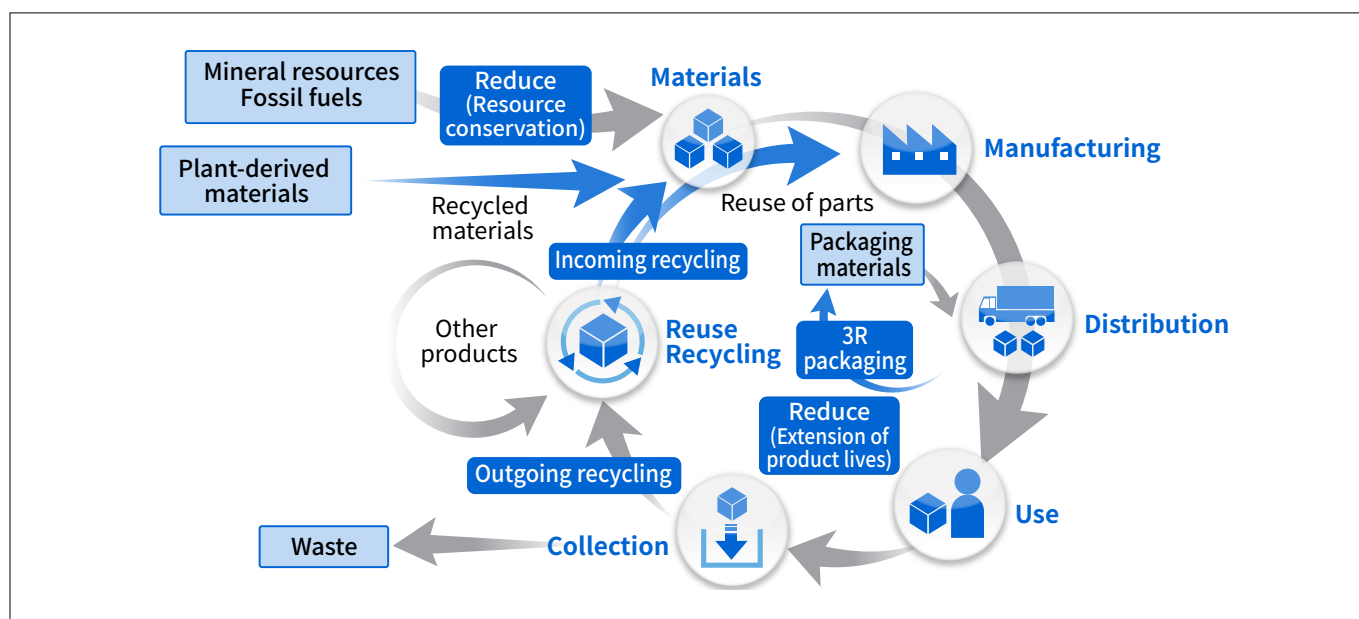 Mineral resources
Fossil fuels
Reduce
(Resource
conservation)
Materials
Manufacturing
Plant-derived
materials
Recycled
materials
Reuse of parts
Incoming recycling
Packaging
materials
Other
products
Reuse
Recycling
3R
packaging
Distribution
Reduce
(Extension of
product lives)
Outgoing recycling
Use
Waste
Collection